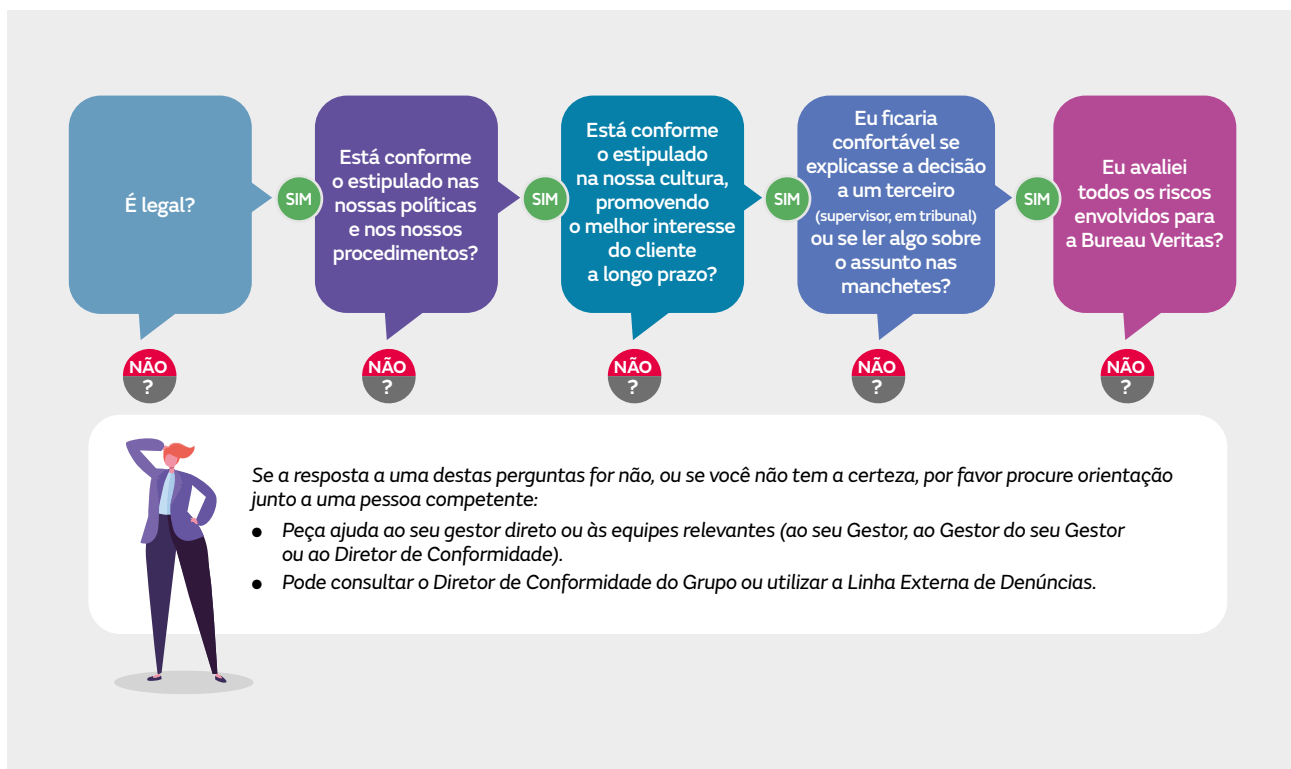 É legal?
SIM
Está conforme
o estipulado nas
nossas políticas
e nos nossos
procedimentos?
SIM
Está conforme
o estipulado
na nossa cultura,
promovendo
o melhor interesse
do cliente
a longo prazo?
SIM
Eu ficaria
confortável se
explicasse a decisão
a um terceiro
(supervisor, em tribunal)
ou se ler algo sobre
o assunto nas
manchetes?
SIM
Eu avaliei
todos os riscos
envolvidos para
a Bureau Veritas?
NÃO
?
NÃO
?
NÃO
?
NÃO
?
NÃO
?
Se a resposta a uma destas perguntas for não, ou se você não tem a certeza, por favor procure orientação
junto a uma pessoa competente:
● Peça ajuda ao seu gestor direto ou às equipes relevantes (ao seu Gestor, ao Gestor do seu Gestor
ou ao Diretor de Conformidade).
● Pode consultar o Diretor de Conformidade do Grupo ou utilizar a Linha Externa de Denúncias.